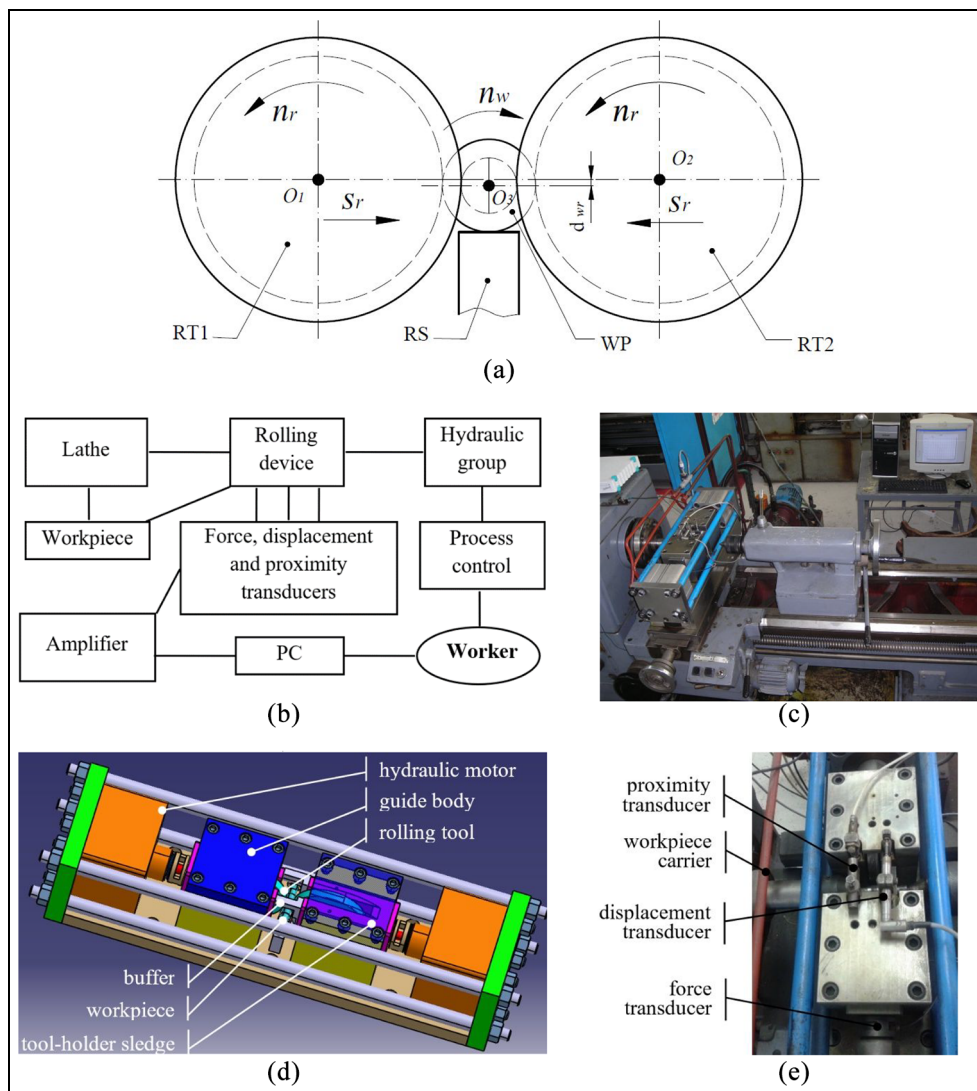 n_r
n_w
n_r
O_1
S_r
O_3
d_wr
S_r
O_2
RT1
RS
WP
RT2
(a)
Lathe
Rolling
device
Hydraulic
group
Workpiece
Force, displacement
and proximity
transducers
Process
control
Amplifier
PC
Worker
(b)
(c)
hydraulic motor
guide body
rolling tool
buffer
workpiece
tool-holder sledge
(d)
proximity
transducer
workpiece
carrier
displacement
transducer
force
transducer
(e)